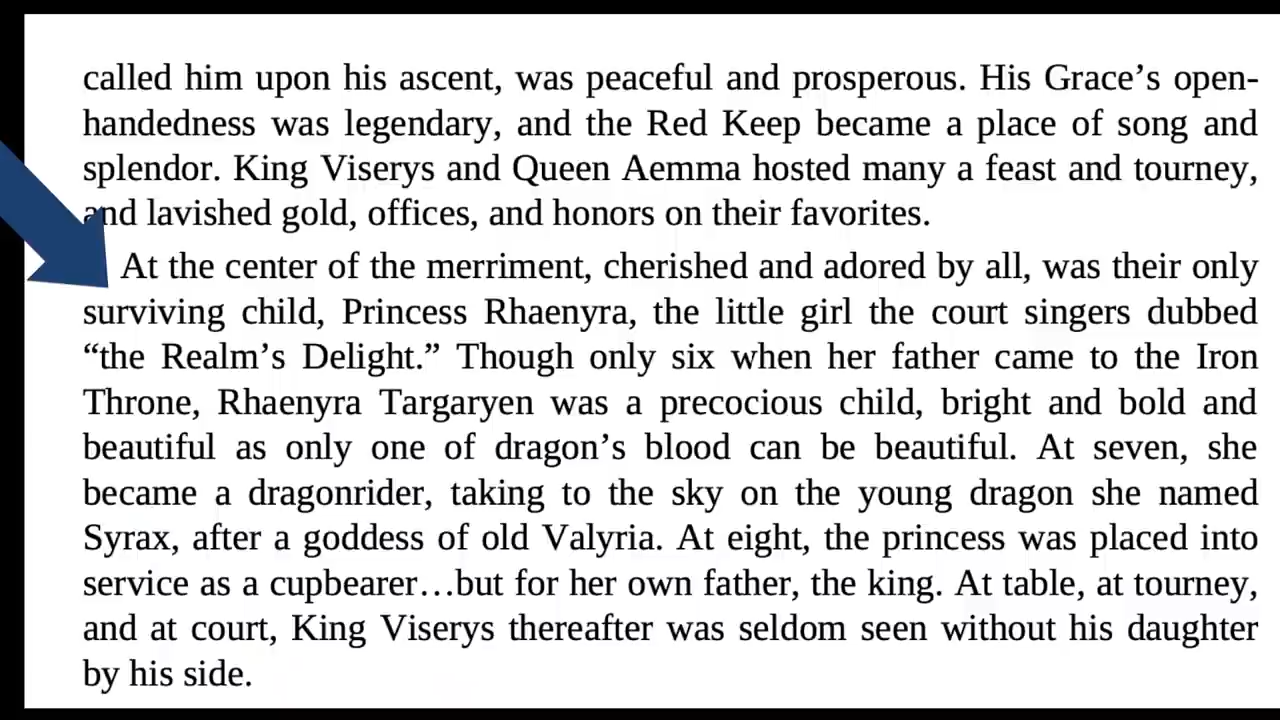 called him upon his ascent, was peaceful and prosperous. His Grace’s open-
handedness was legendary, and the Red Keep became a place of song and
splendor. King Viserys and Queen Aemma hosted many a feast and tourney,
and lavished gold, offices, and honors on their favorites.
At the center of the merriment, cherished and adored by all, was their only
surviving child, Princess Rhaenyra, the little girl the court singers dubbed
“the Realm’s Delight.” Though only six when her father came to the Iron
Throne, Rhaenyra Targaryen was a precocious child, bright and bold and
beautiful as only one of dragon’s blood can be beautiful. At seven, she
became a dragonrider, taking to the sky on the young dragon she named
Syrax, after a goddess of old Valyria. At eight, the princess was placed into
service as a cupbearer…but for her own father, the king. At table, at tourney,
and at court, King Viserys thereafter was seldom seen without his daughter
by his side.